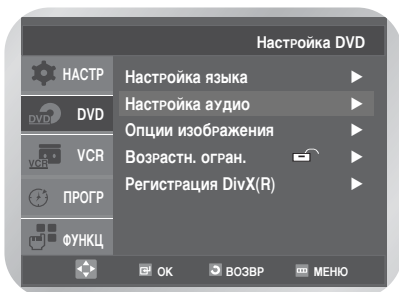 Настройка DVD
НАСТР
DVD
DVD
VCR
VCR
ПРОГР
ФУНКЦ
Настройка языка ►
Настройка аудио ►
Опции изображения ►
Возрастн. огран. ►
Регистрация DivX(R) ►
ОК ВОЗВР МЕНЮ